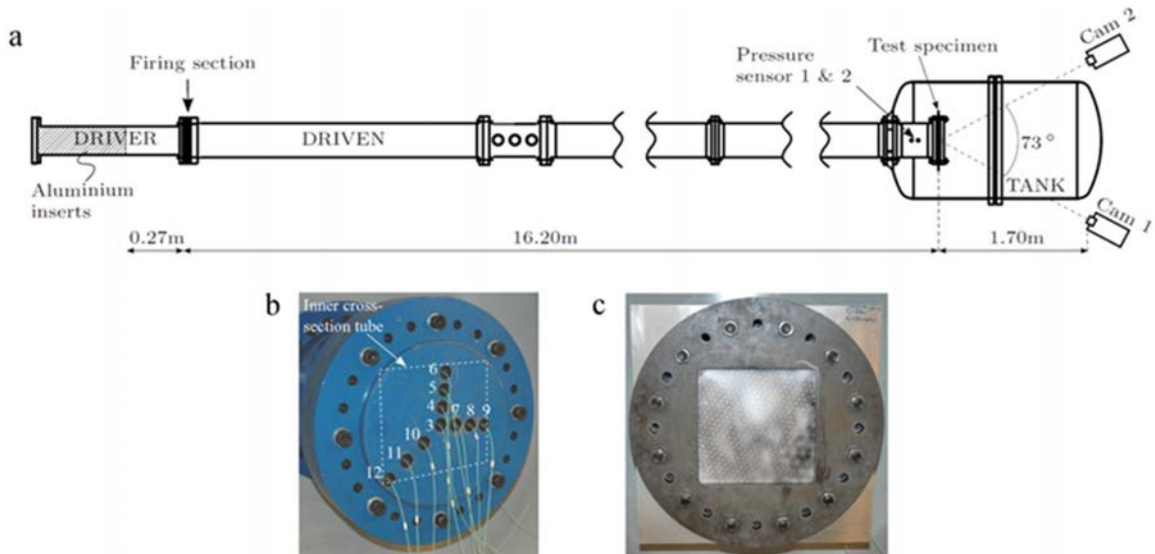 a
Firing section
DRIVER
Aluminium
inserts
DRIVEN
Pressure
sensor 1 & 2
Test specimen
Cam 2
73°
TANK
Cam 1
0.27m
16.20m
1.70m
b
Inner cross-
section tube
6
5
4
3 7 8 9
10
11
12
c